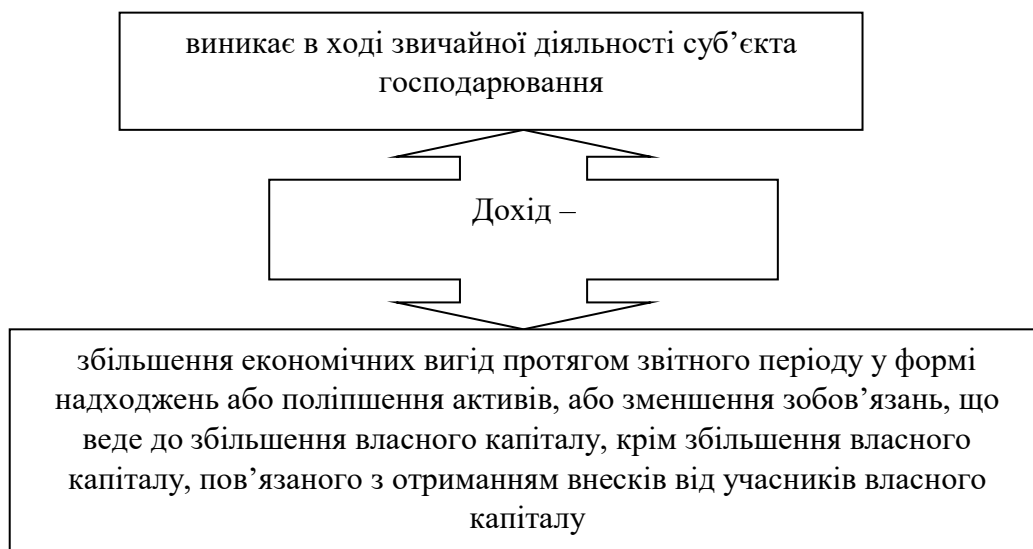 виникає в ході звичайної діяльності суб’єкта
господарювання
Дохід –
збільшення економічних вигід протягом звітного періоду у формі
надходжень або поліпшення активів, або зменшення зобов’язань, що
веде до збільшення власного капіталу, крім збільшення власного
капіталу, пов’язаного з отриманням внесків від учасників власного
капіталу